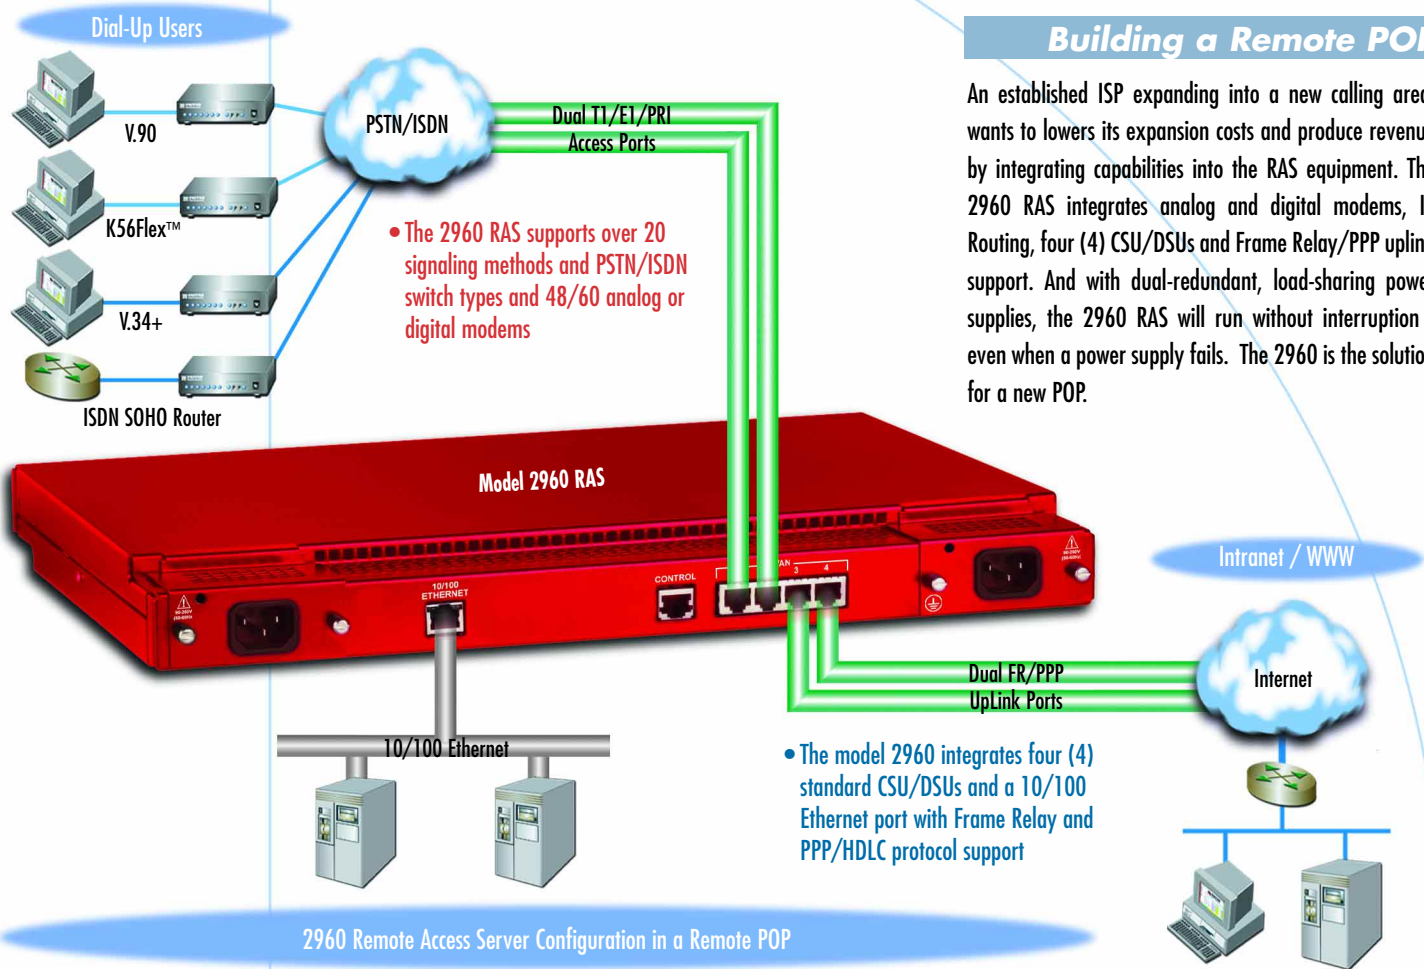 Dial-Up Users
V.90
K56Flex™
V.34+
ISDN SOHO Router
PSTN/ISDN
Dual T1/E1/PRI
Access Ports
• The 2960 RAS supports over 20
signaling methods and PSTN/ISDN
switch types and 48/60 analog or
digital modems
Building a Remote PO
An established ISP expanding into a new calling area
wants to lowers its expansion costs and produce revenu
by integrating capabilities into the RAS equipment. Th
2960 RAS integrates analog and digital modems, I
Routing, four (4) CSU/DSUs and Frame Relay/PPP uplin
support. And with dual-redundant, load-sharing powe
supplies, the 2960 RAS will run without interruption
even when a power supply fails. The 2960 is the solutio
for a new POP.
Model 2960 RAS
10/100
ETHERNET
CONTROL
3 4
Intranet / WWW
Dual FR/PPP
UpLink Ports
Internet
10/100 Ethernet
• The model 2960 integrates four (4)
standard CSU/DSUs and a 10/100
Ethernet port with Frame Relay and
PPP/HDLC protocol support
2960 Remote Access Server Configuration in a Remote POP